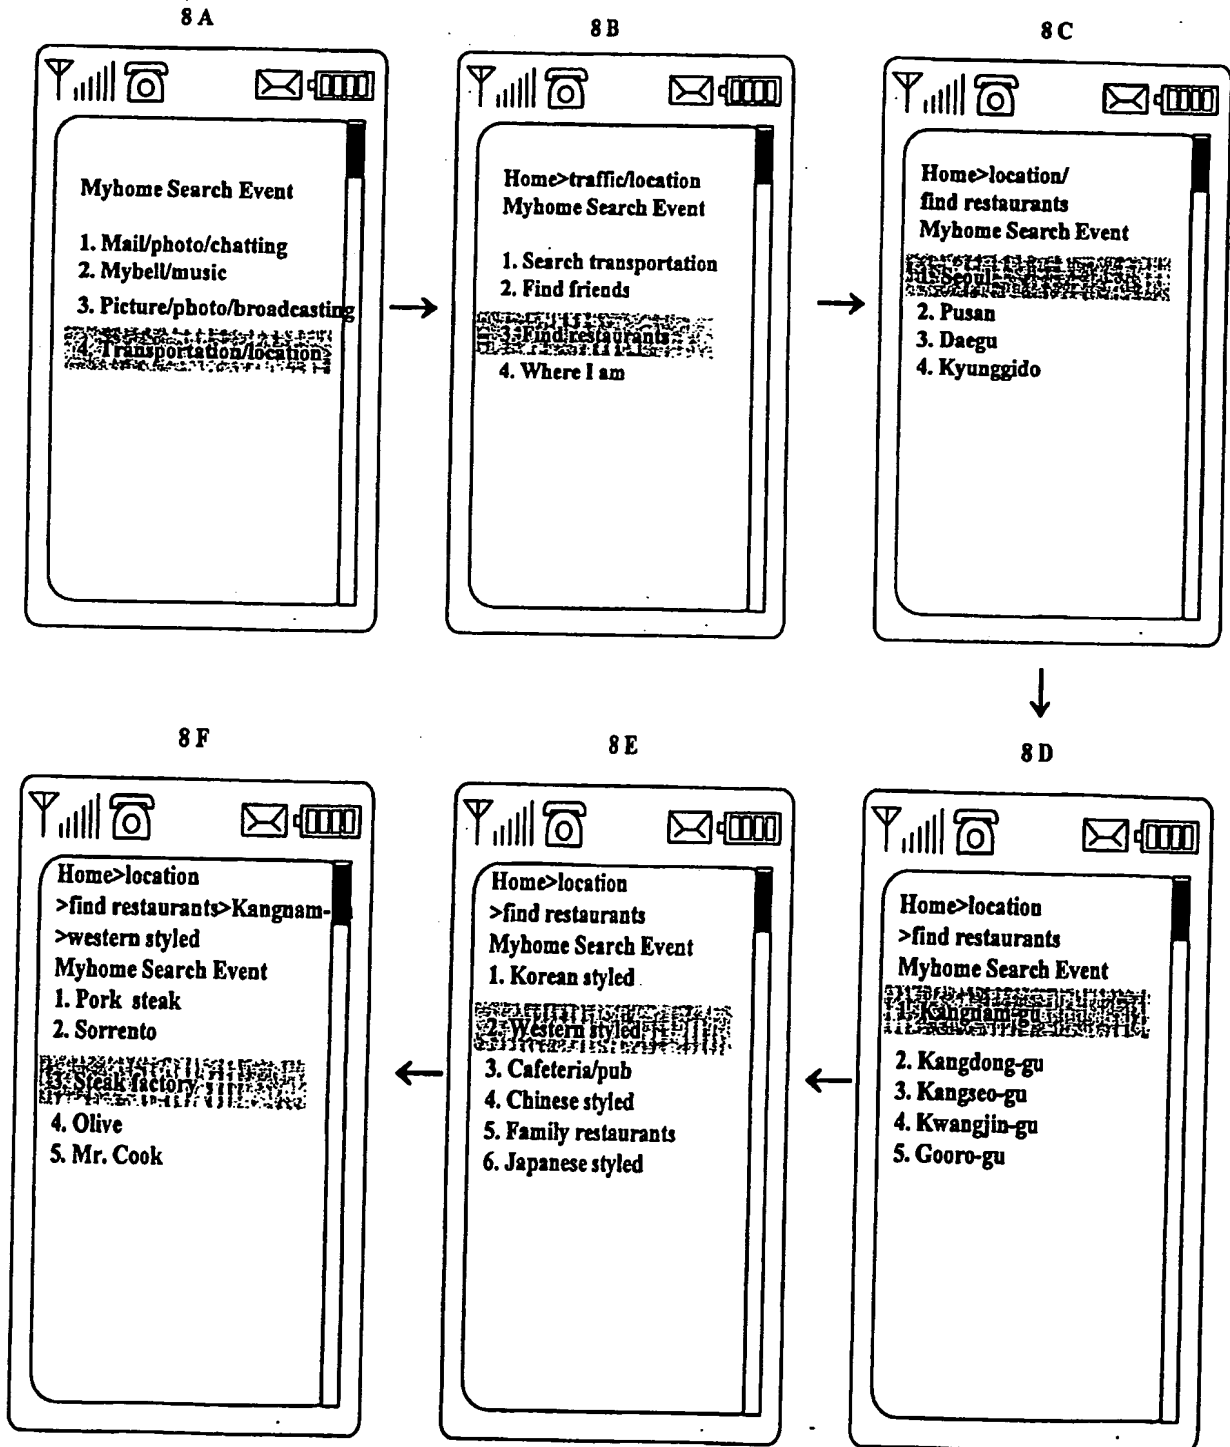 8 A
Myhome Search Event
1. Mail/photo/chatting
2. Mybell/music
3. Picture/photo/broadcasting
4. Transportation/location
8 B
Home>traffic/location
Myhome Search Event
1. Search transportation
2. Find friends
3. Find restaurants
4. Where I am
8 C
Home>location/
find restaurants
Myhome Search Event
1. Seoul
2. Pusan
3. Daegu
4. Kyunggido
8 D
Home>location
>find restaurants
Myhome Search Event
1. Kangnam-gu
2. Kangdong-gu
3. Kangseo-gu
4. Kwangjin-gu
5. Gooro-gu
8 E
Home>location
>find restaurants
Myhome Search Event
1. Korean styled
2. Western styled
3. Cafeteria/pub
4. Chinese styled
5. Family restaurants
6. Japanese styled
8 F
Home>location
>find restaurants>Kangnam-
>western styled
Myhome Search Event
1. Pork steak
2. Sorrento
3. Steak factory
4. Olive
5. Mr. Cook